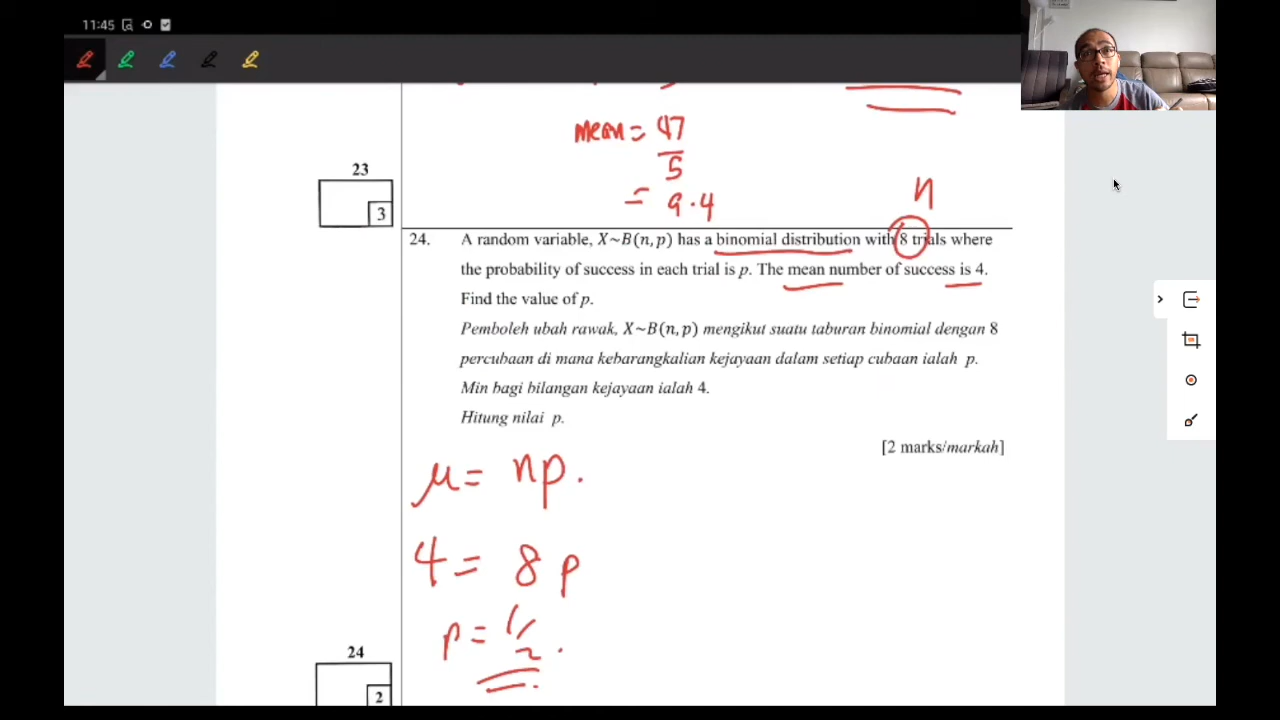 11:45
mean = 47
5
= 9.4
23
3
n
24. A random variable, X~B(n, p) has a binomial distribution with 8 trials where
the probability of success in each trial is p. The mean number of success is 4.
Find the value of p.
Pemboleh ubah rawak, X~B(n, p) mengikut suatu taburan binomial dengan 8
percubaan di mana kebarangkalian kejayaan dalam setiap cubaan ialah p.
Min bagi bilangan kejayaan ialah 4.
Hitung nilai p.
[2 marks/markah]
μ = np.
4 = 8p
p = 1/2.
24
2